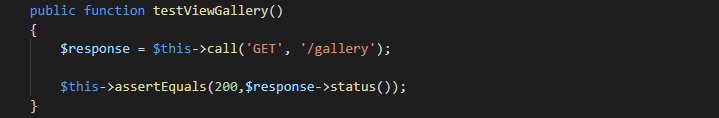 public function testViewGallery()
{
$response = $this->call('GET', '/gallery');
$this->assertEquals(200,$response->status());
}